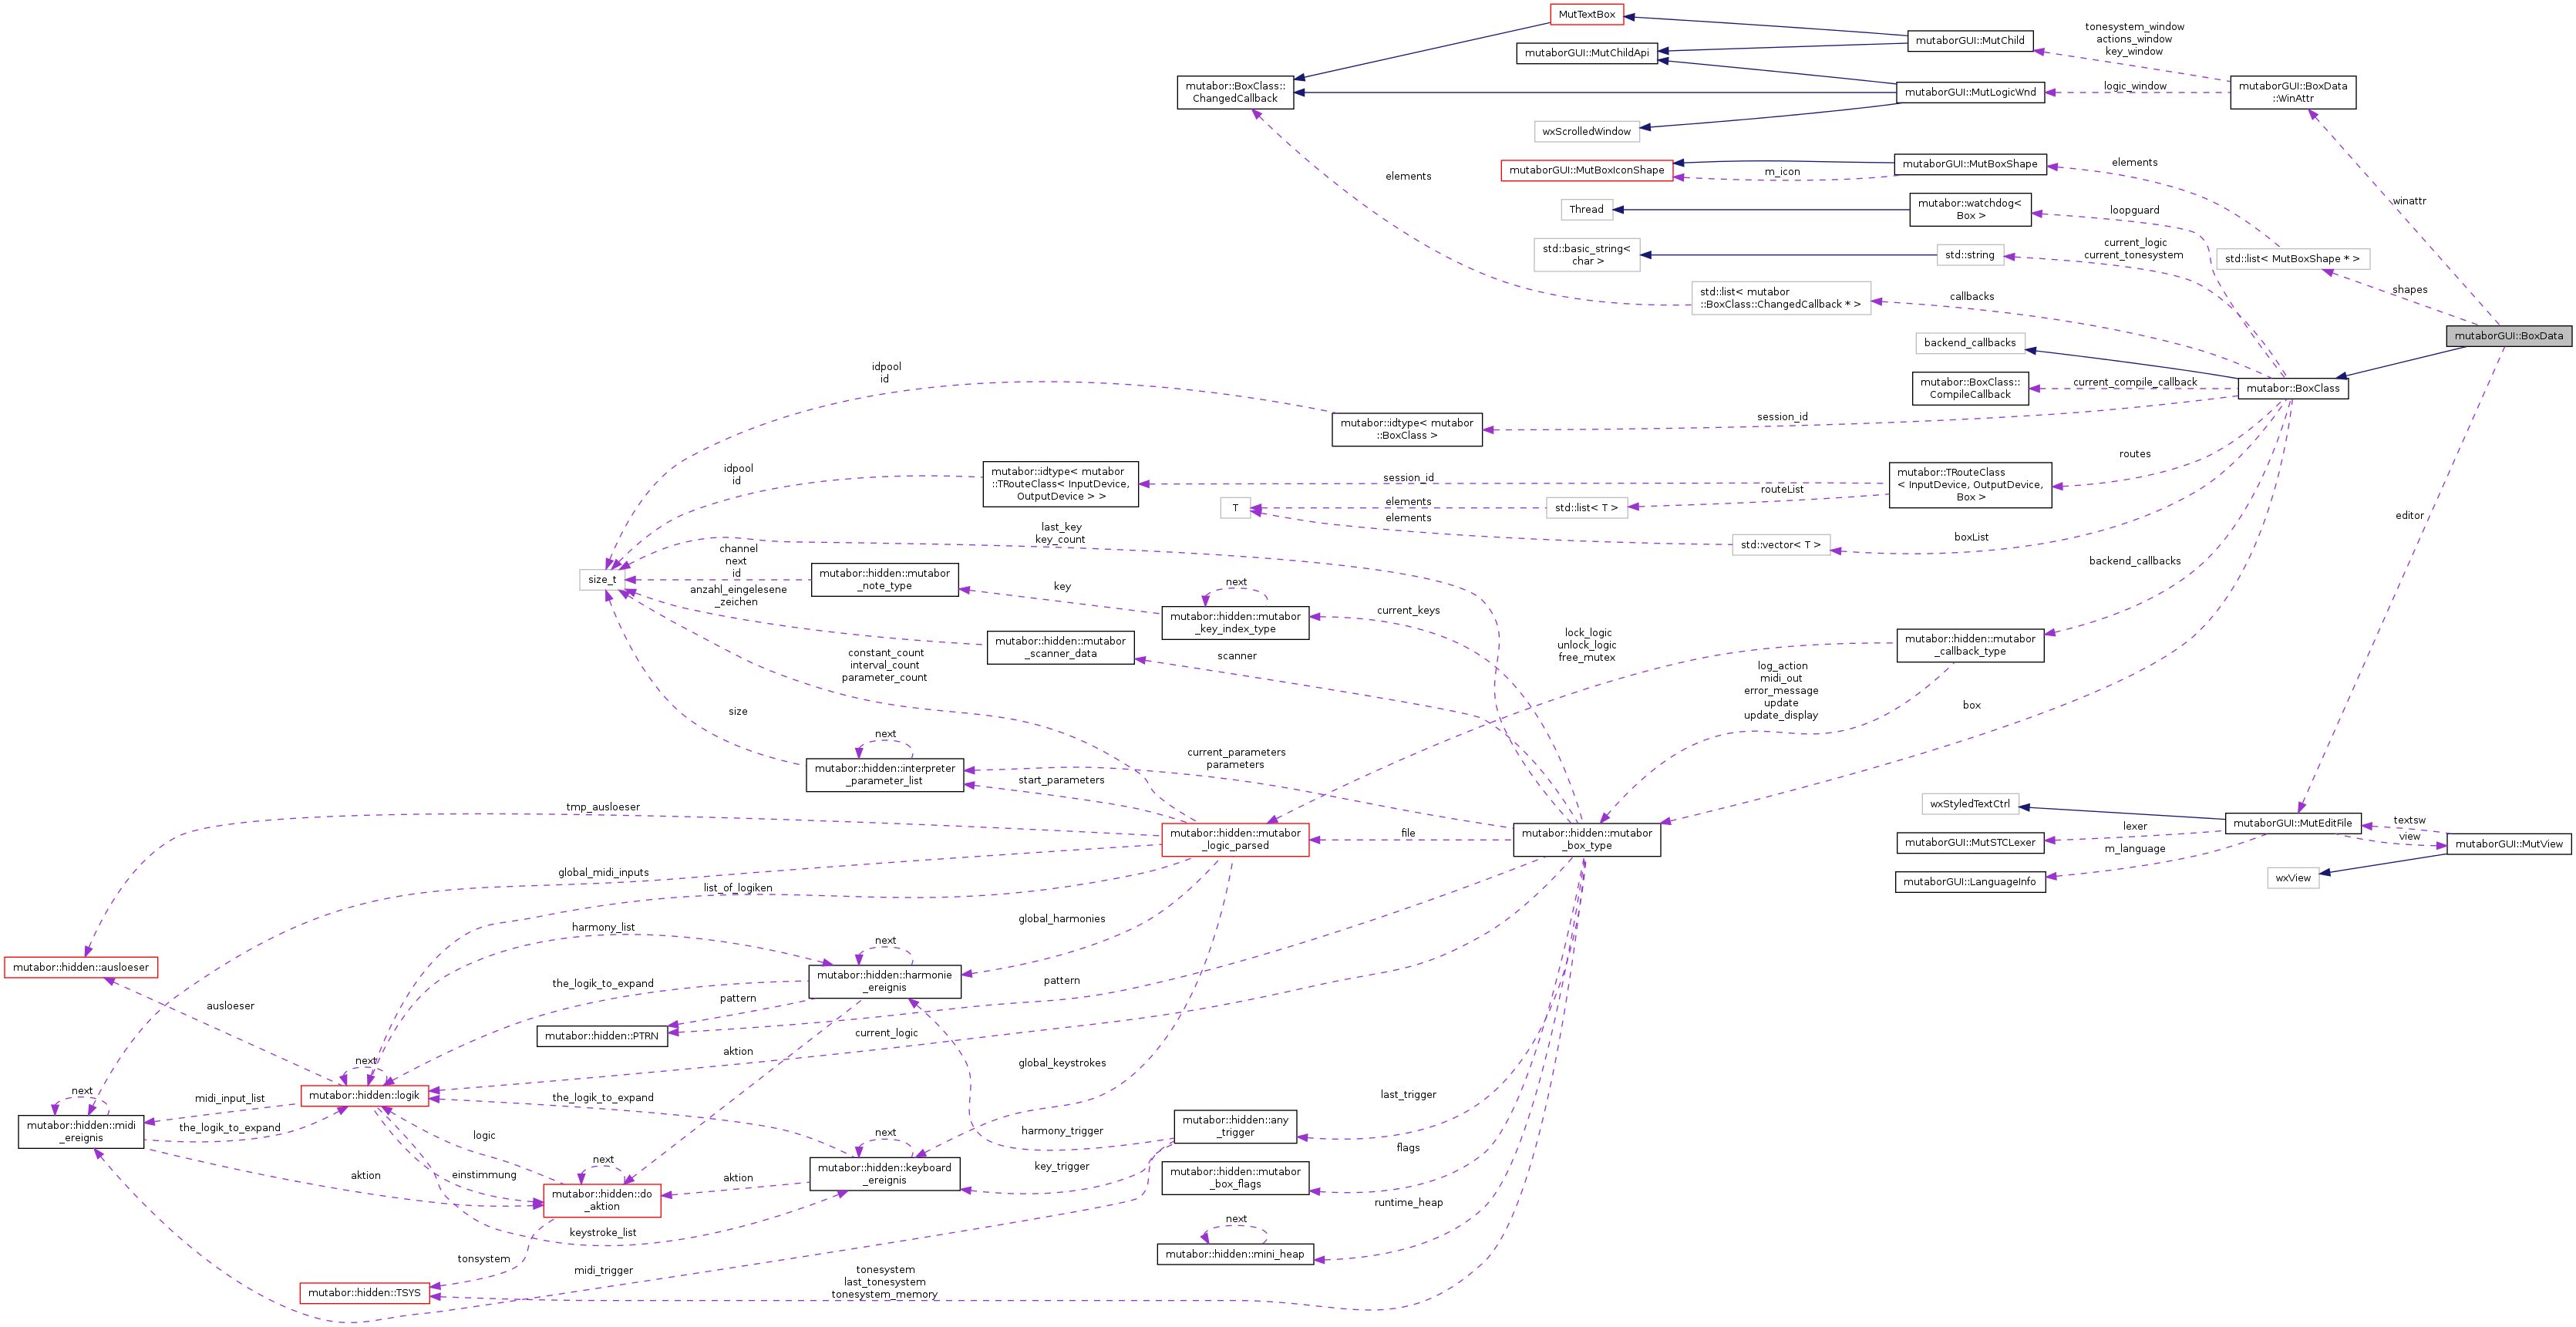 MutTextBox
mutaborGUI::MutChildApi
mutabor::BoxClass::
ChangedCallback
wxScrolledWindow
mutaborGUI::MutChild
mutaborGUI::MutLogicWnd
tonesystem_window
actions_window
key_window
logic_window
mutaborGUI::BoxData
::WinAttr
mutaborGUI::MutBoxIconShape
m_icon
mutaborGUI::MutBoxShape
elements
winattr
elements
Thread
mutabor::watchdog<
Box >
loopguard
std::basic_string<
char >
std::string
current_logic
current_tonesystem
std::list< MutBoxShape * >
shapes
std::list< mutabor
::BoxClass::ChangedCallback * >
callbacks
mutaborGUI::BoxData
backend_callbacks
mutabor::BoxClass::
CompileCallback
current_compile_callback
mutabor::BoxClass
idpool
id
mutabor::idtype< mutabor
::BoxClass >
session_id
idpool
id
mutabor::idtype< mutabor
::TRouteClass< InputDevice,
OutputDevice > >
session_id
mutabor::TRouteClass
< InputDevice, OutputDevice,
Box >
routes
routeList
T
elements
elements
std::list< T >
std::vector< T >
boxList
editor
last_key
key_count
channel
next
id
size_t
mutabor::hidden::mutabor
_note_type
key
next
mutabor::hidden::mutabor
_key_index_type
current_keys
backend_callbacks
anzahl_eingelesene
_zeichen
mutabor::hidden::mutabor
_scanner_data
scanner
lock_logic
unlock_logic
free_mutex
mutabor::hidden::mutabor
_callback_type
constant_count
interval_count
parameter_count
log_action
midi_out
error_message
update
update_display
box
size
next
mutabor::hidden::interpreter
_parameter_list
current_parameters
parameters
start_parameters
tmp_ausloeser
mutabor::hidden::mutabor
_logic_parsed
file
mutabor::hidden::mutabor
_box_type
wxStyledTextCtrl
mutaborGUI::MutSTCLexer
mutaborGUI::LanguageInfo
lexer
m_language
mutaborGUI::MutEditFile
textsw
view
mutaborGUI::MutView
wxView
global_midi_inputs
list_of_logiken
global_harmonies
harmony_list
next
mutabor::hidden::ausloeser
mutabor::hidden::harmonie
_ereignis
the_logik_to_expand
pattern
pattern
ausloeser
mutabor::hidden::PTRN
current_logic
aktion
next
mutabor::hidden::logik
global_keystrokes
next
mutabor::hidden::midi
_ereignis
midi_input_list
the_logik_to_expand
the_logik_to_expand
logic
next
next
mutabor::hidden::keyboard
_ereignis
harmony_trigger
key_trigger
mutabor::hidden::any
_trigger
last_trigger
flags
mutabor::hidden::mutabor
_box_flags
aktion
einstimmung
aktion
mutabor::hidden::do
_aktion
keystroke_list
runtime_heap
next
mutabor::hidden::mini_heap
tonsystem
midi_trigger
mutabor::hidden::TSYS
tonesystem
last_tonesystem
tonesystem_memory